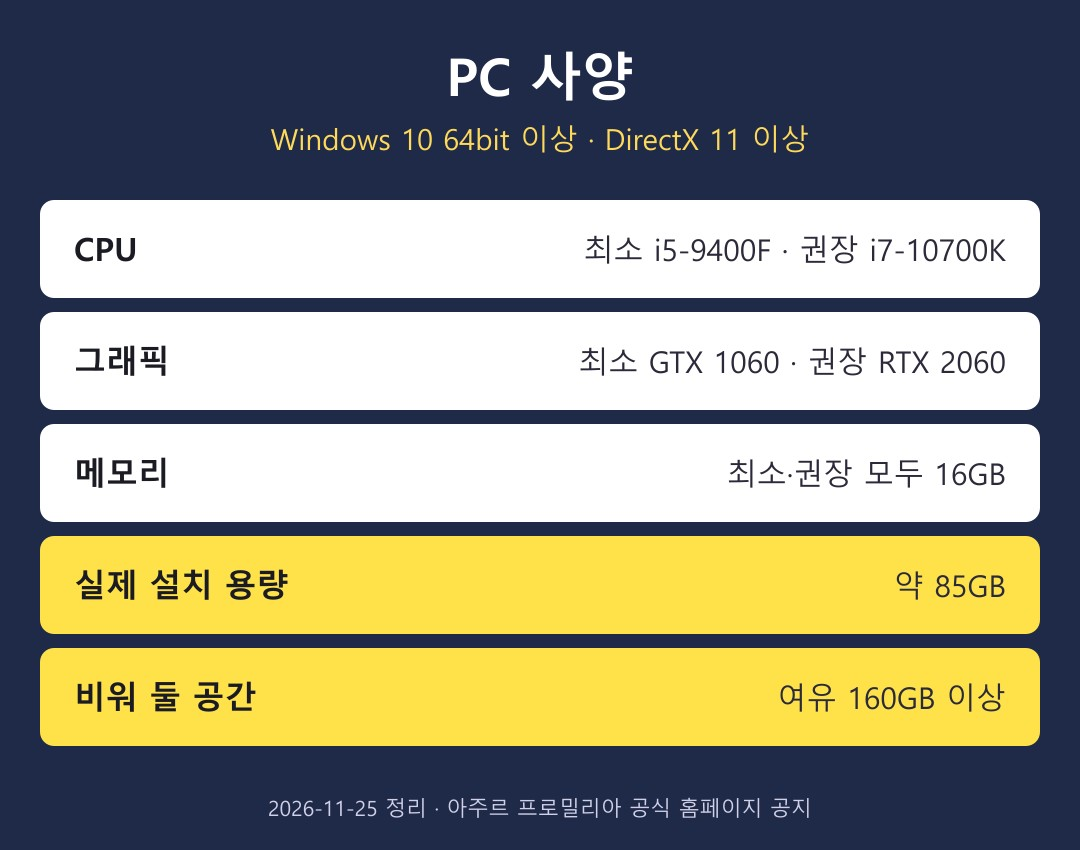 PC 사양
Windows 10 64bit 이상 · DirectX 11 이상
CPU 최소 i5-9400F · 권장 i7-10700K
그래픽 최소 GTX 1060 · 권장 RTX 2060
메모리 최소·권장 모두 16GB
실제 설치 용량 약 85GB
비워 둘 공간 여유 160GB 이상
2026-11-25 정리 · 아주르 프로밀리아 공식 홈페이지 공지